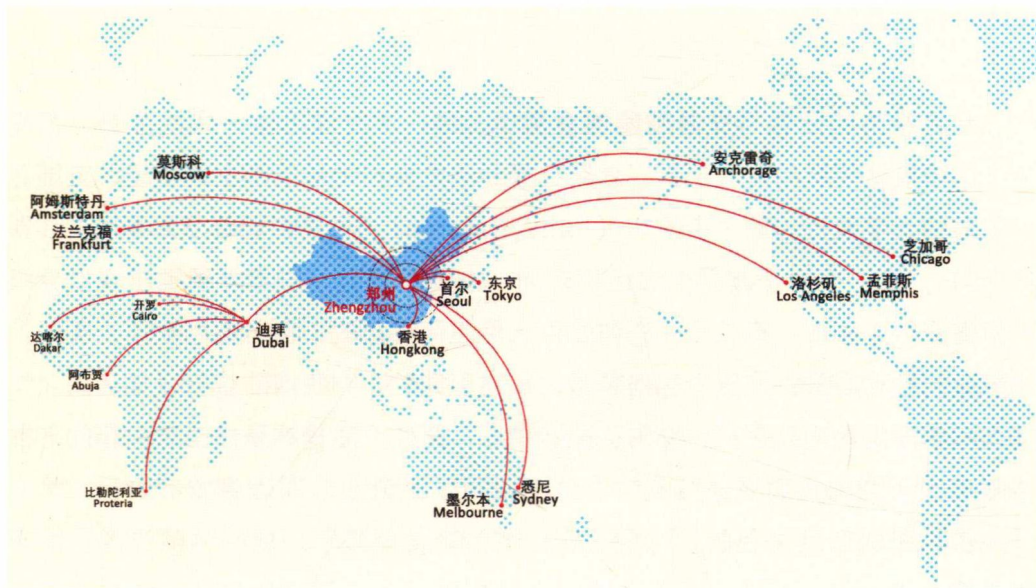 莫斯科
Moscow
阿姆斯特丹
Amsterdam
法兰克福
Frankfurt
安克雷奇
Anchorage
芝加哥
Chicago
孟菲斯
Memphis
洛杉矶
Los Angeles
东京
Tokyo
首尔
Seoul
郑州
Zhengzhou
香港
Hongkong
迪拜
Dubai
开罗
Cairo
达喀尔
Dakar
阿布贾
Abuja
比勒陀利亚
Proteria
墨尔本
Melbourne
悉尼
Sydney